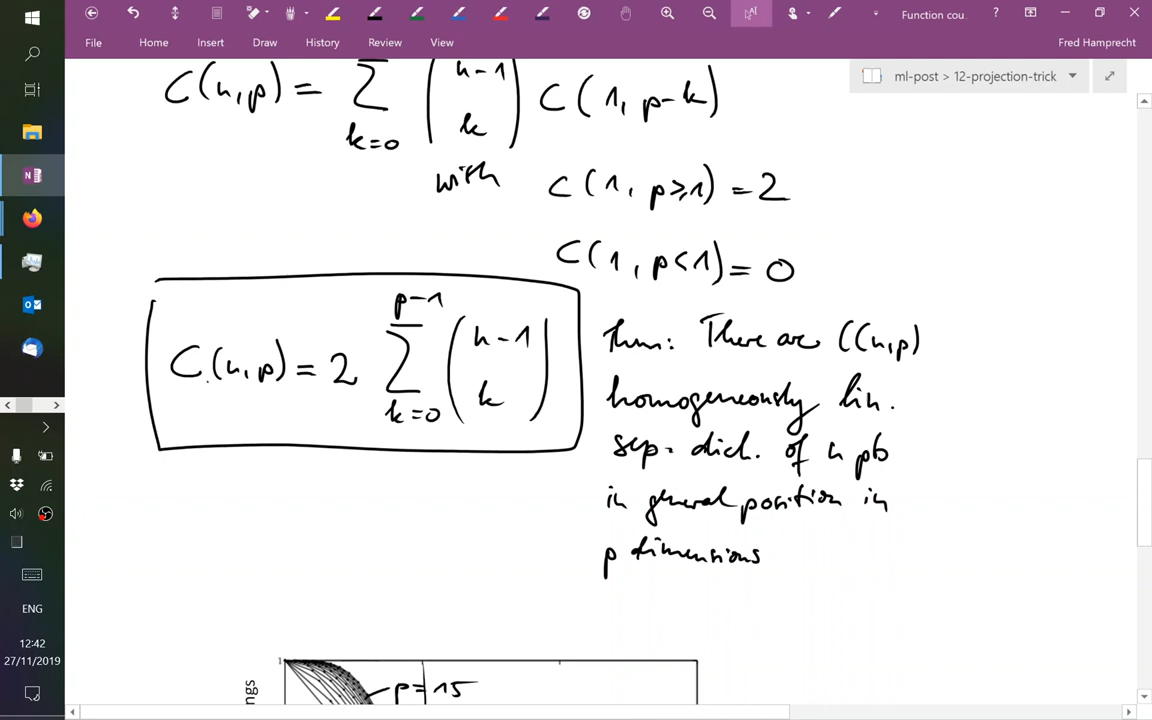 Function cou...
Fred Hamprecht
File Home Insert Draw History Review View
ml-post > 12-projection-trick
C(n,p) = Σ k=0 (n-1 k) C(1, p-k)
with C(1, p≥1) = 2
C(1, p<1) = 0
C(n,p) = 2 Σ k=0 p-1 (n-1 k)
Thm: There are C(n,p)
homogeneously lin.
sep. dich. of n pts
in general position in
p dimensions
1
p=15
ngs
ENG
12:42
27/11/2019